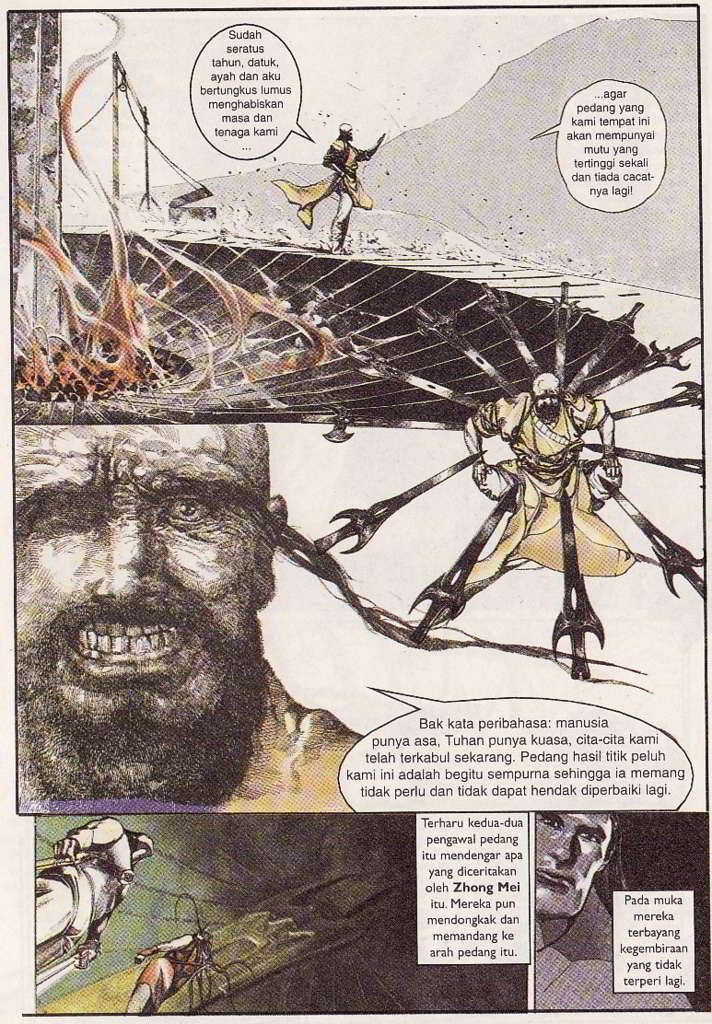 Sudah
seratus
tahun, datuk,
ayah dan aku
bertungkus lumus
menghabiskan
masa dan
tenaga kami
...
...agar
pedang yang
kami tempat ini
akan mempunyai
mutu yang
tertinggi sekali
dan tiada cacat-
nya lagi!
Bak kata peribahasa: manusia
punya asa, Tuhan punya kuasa, cita-cita kami
telah terkabul sekarang. Pedang hasil titik peluh
kami ini adalah begitu sempurna sehingga ia memang
tidak perlu dan tidak dapat hendak diperbaiki lagi.
Terharu kedua-dua
pengawal pedang
itu mendengar apa
yang diceritakan
oleh Zhong Mei
itu. Mereka pun
mendongkak dan
memandang ke
arah pedang itu.
Pada muka
mereka
terbayang
kegembiraan
yang tidak
terperi lagi.